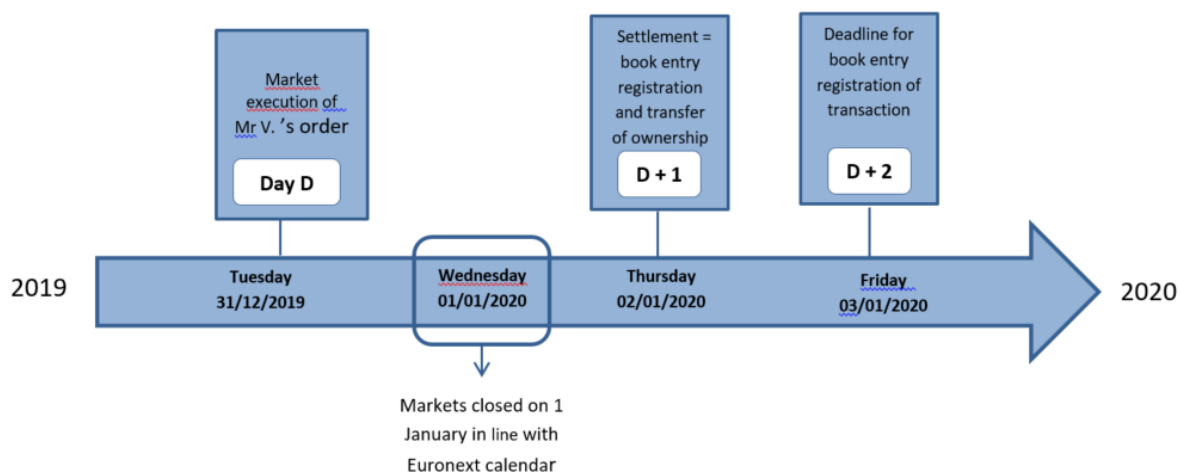 Market
execution of
Mr V. 's order
Day D
Settlement =
book entry
registration
and transfer
of ownership
D + 1
Deadline for
book entry
registration of
transaction
D + 2
2019
Tuesday
31/12/2019
Wednesday
01/01/2020
Thursday
02/01/2020
Friday
03/01/2020
2020
Markets closed on 1
January in line with
Euronext calendar